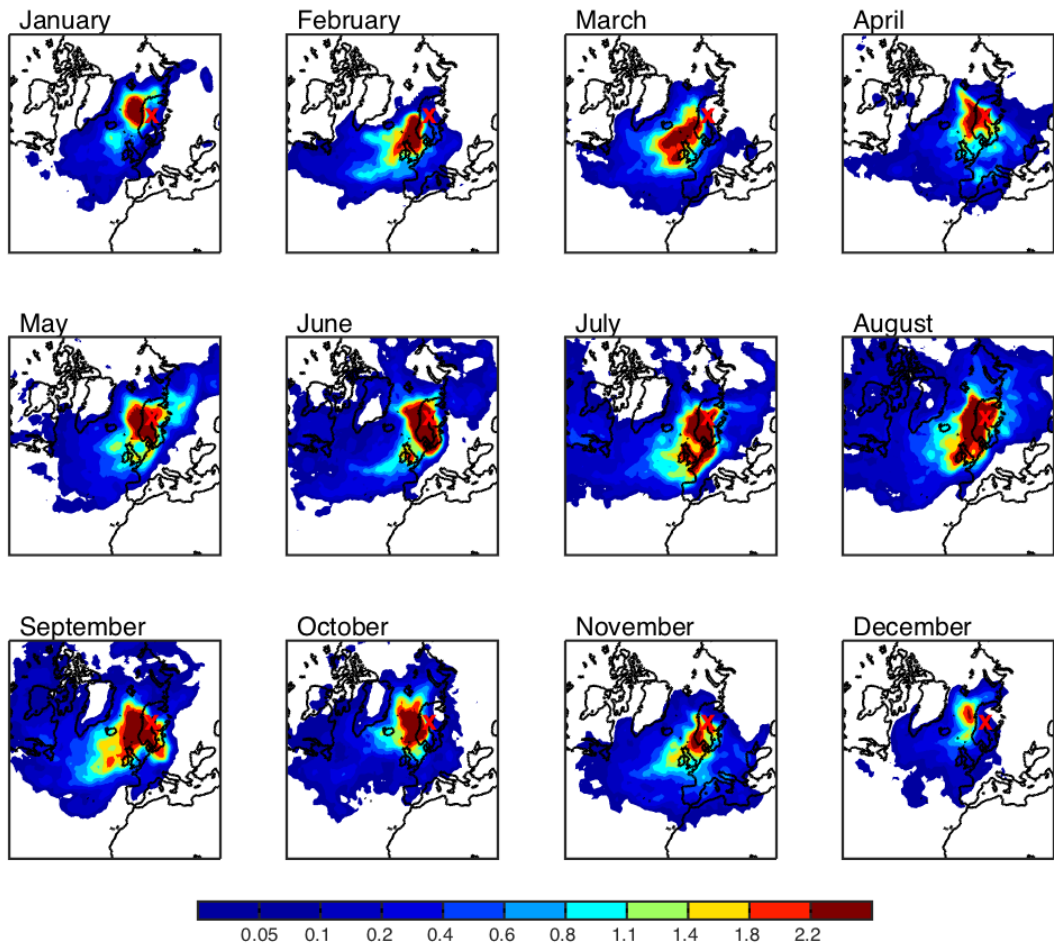 January February March April
May June July August
September October November December
0.05 0.1 0.2 0.4 0.6 0.8 1.1 1.4 1.8 2.2